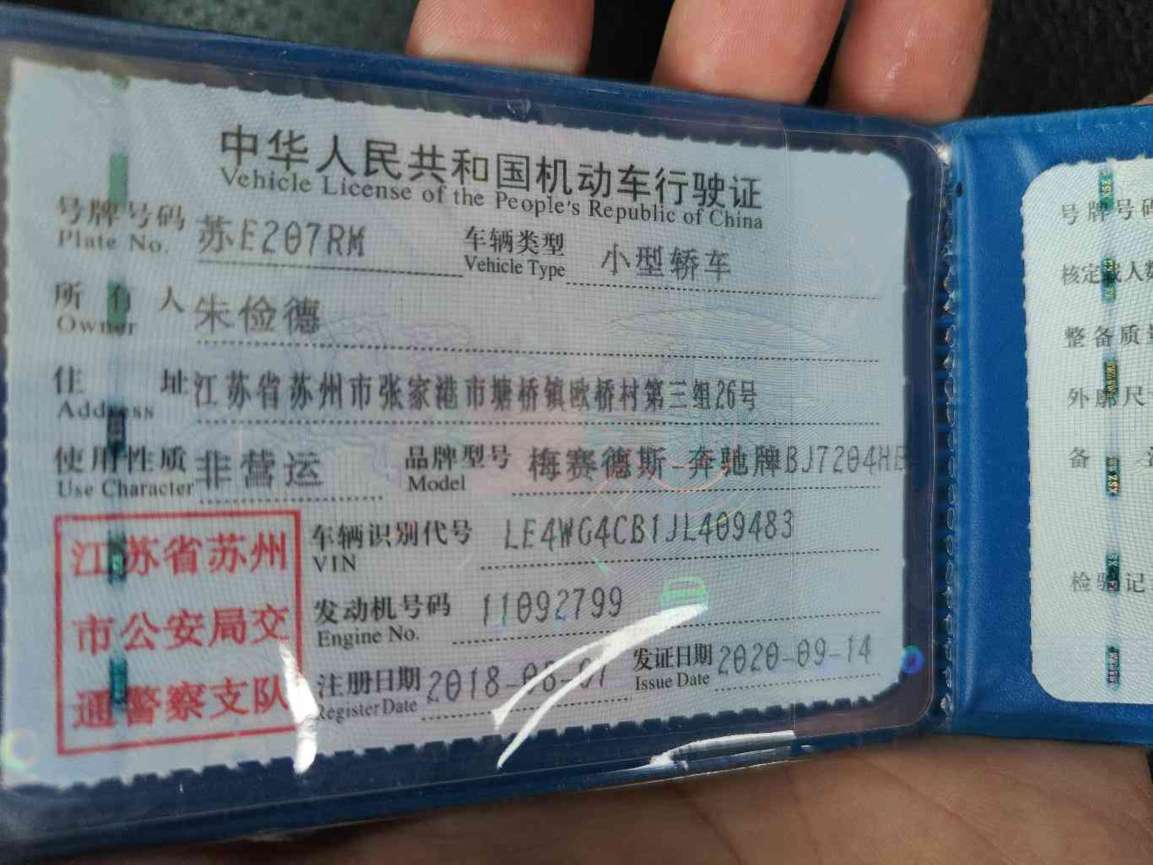 中华人民共和国机动车行驶证
Vehicle License of the People's Republic of China
号牌号码 苏E207RM 车辆类型 小型轿车
Plate No. Vehicle Type
所有人 朱俭德
Owner
住址 江苏省苏州市张家港市塘桥镇欧桥村第三组26号
Address
使用性质 非营运 品牌型号 梅赛德斯-奔驰牌BJ7204HE
Use Character Model
江苏省苏州
市公安局交
通警察支队
车辆识别代号 LE4WG4CB1JL409483
VIN
发动机号码 11092799
Engine No.
注册日期 发证日期 2020-09-14
Register Date Issue Date
号牌号码
核定载人数
整备质量
外廓尺寸
备
检验记